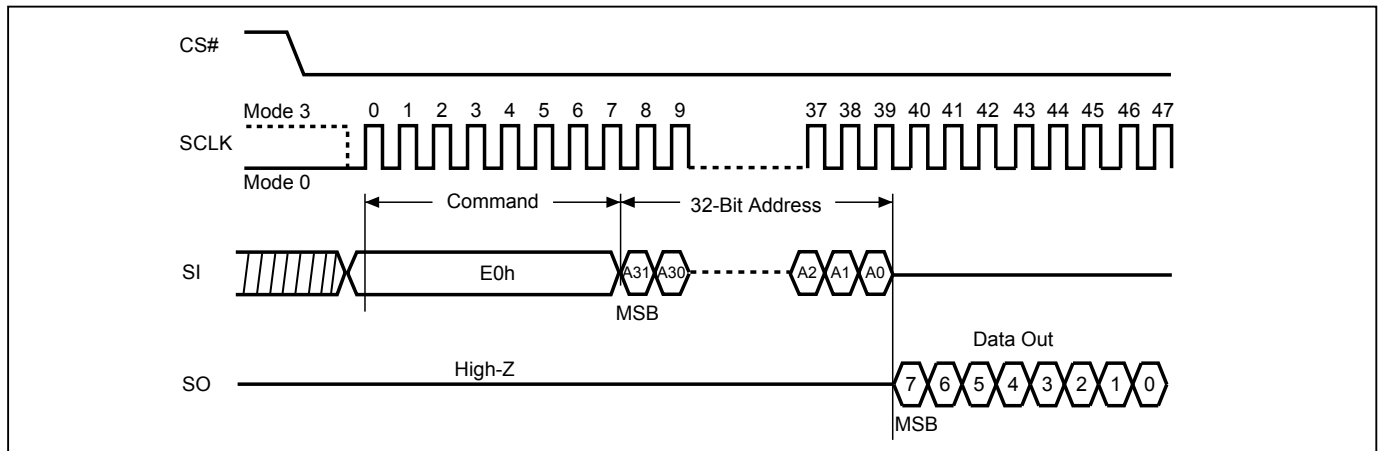 CS#
Mode 3 0 1 2 3 4 5 6 7 8 9 37 38 39 40 41 42 43 44 45 46 47
SCLK
Mode 0
Command 32-Bit Address
SI E0h A31 A30 A2 A1 A0
MSB
Data Out
High-Z
SO 7 6 5 4 3 2 1 0
MSB